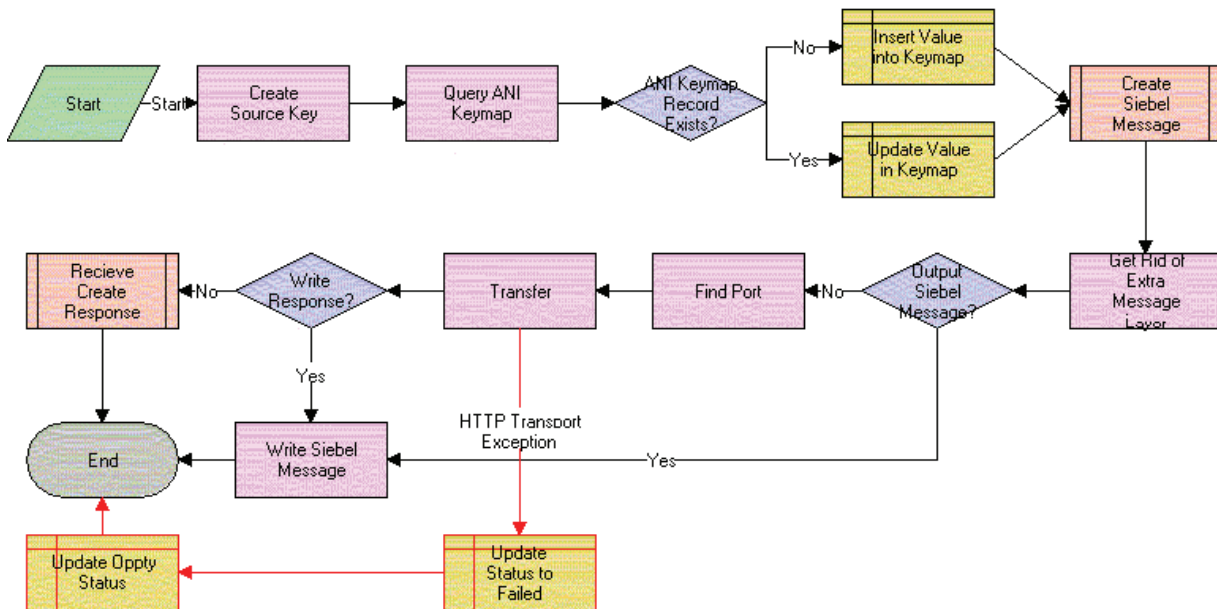 Start
Start
Create
Source Key
Query ANI
Keymap
ANI Keymap
Record
Exists?
No
Insert Value
into Keymap
Yes
Update Value
in Keymap
Create
Siebel
Message
Get Rid of
Extra
Message
Layer
Output
Siebel
Message?
No
Find Port
Transfer
Write
Response?
No
Recieve
Create
Response
Yes
HTTP Transport
Exception
Yes
Write Siebel
Message
End
Update Status to
Failed
Update Oppty
Status